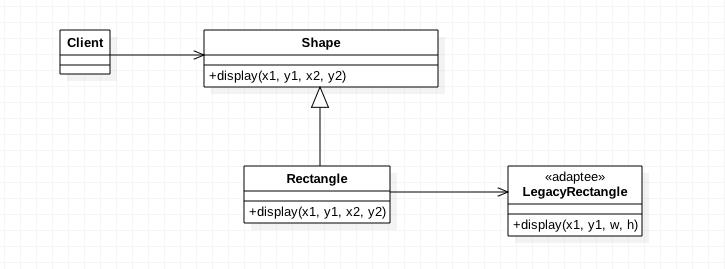 Client
Shape
+display(x1, y1, x2, y2)
Rectangle
+display(x1, y1, x2, y2)
«adaptee»
LegacyRectangle
+display(x1, y1, w, h)